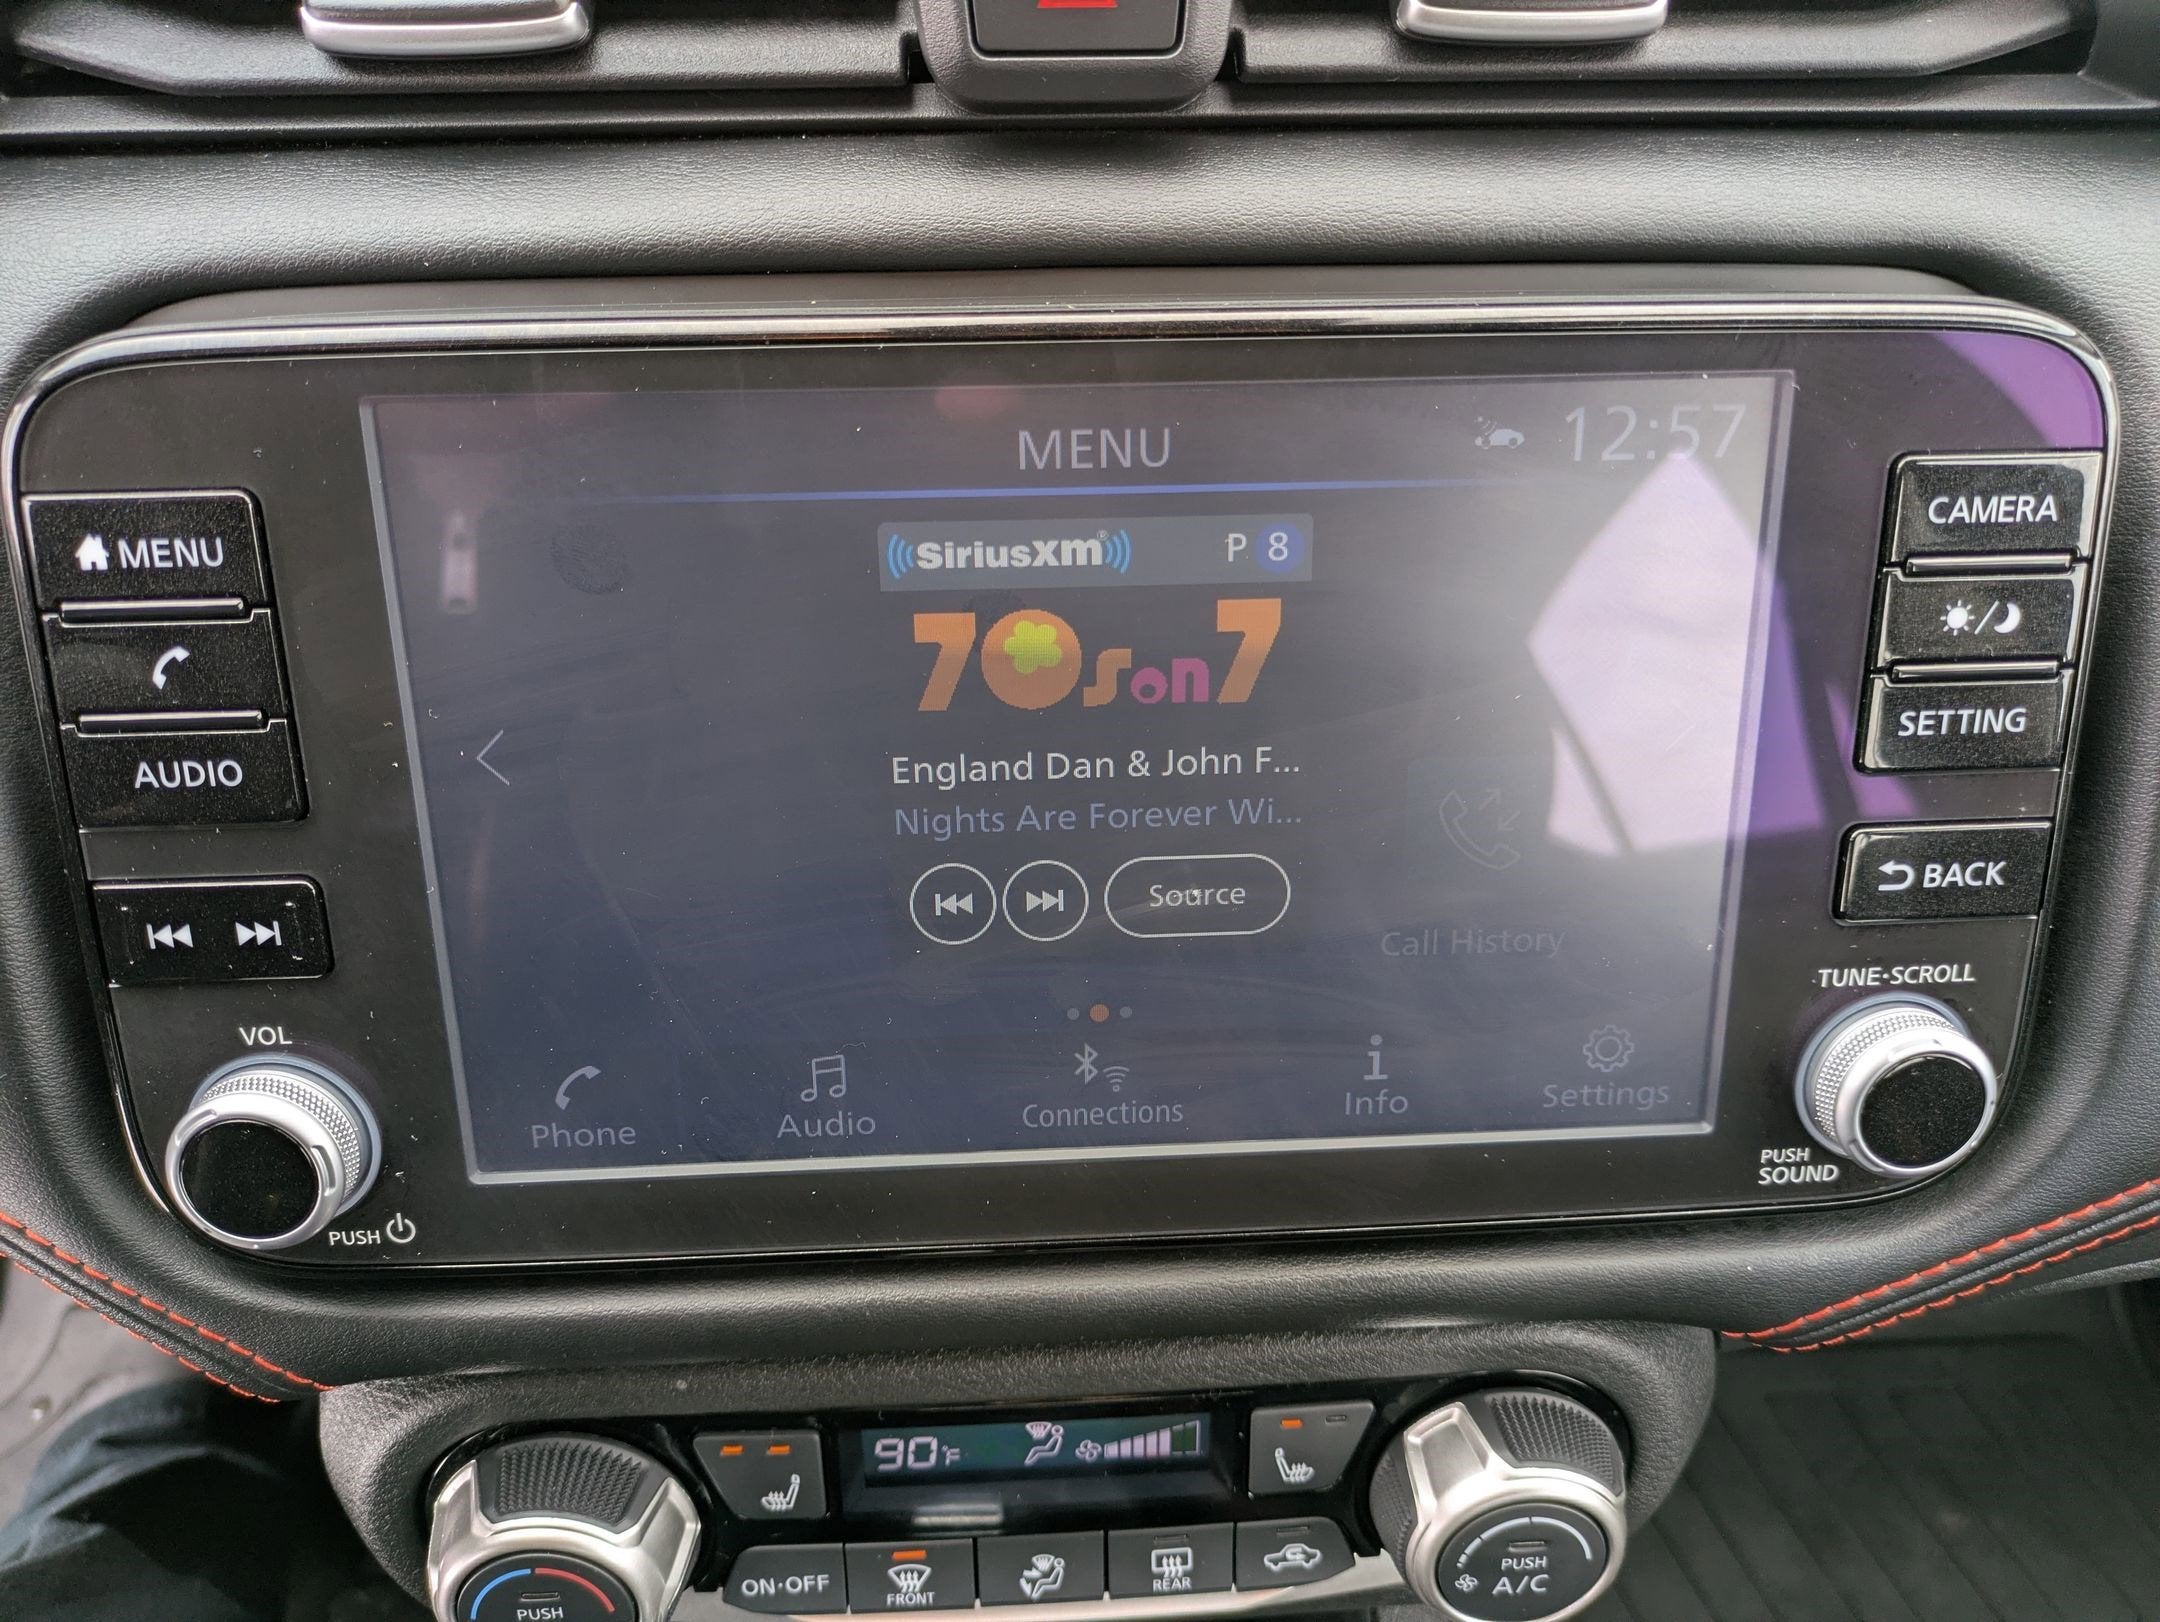 MENU
12:57
SiriusXM
P 8
70s on 7
England Dan & John F...
Nights Are Forever Wi...
Source
Call History
Phone
Audio
Connections
Info
Settings
MENU
AUDIO
VOL
PUSH
CAMERA
SETTING
BACK
TUNE·SCROLL
PUSH
SOUND
90°F
ON·OFF
FRONT
REAR
PUSH
PUSH
A/C